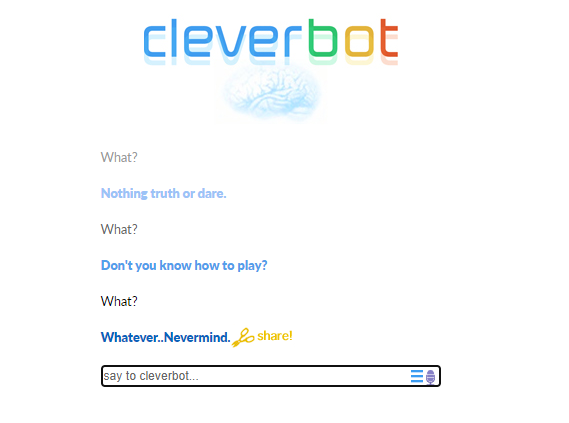 cleverbot
What?
Nothing truth or dare.
What?
Don't you know how to play?
What?
Whatever..Nevermind. share!
say to cleverbot...